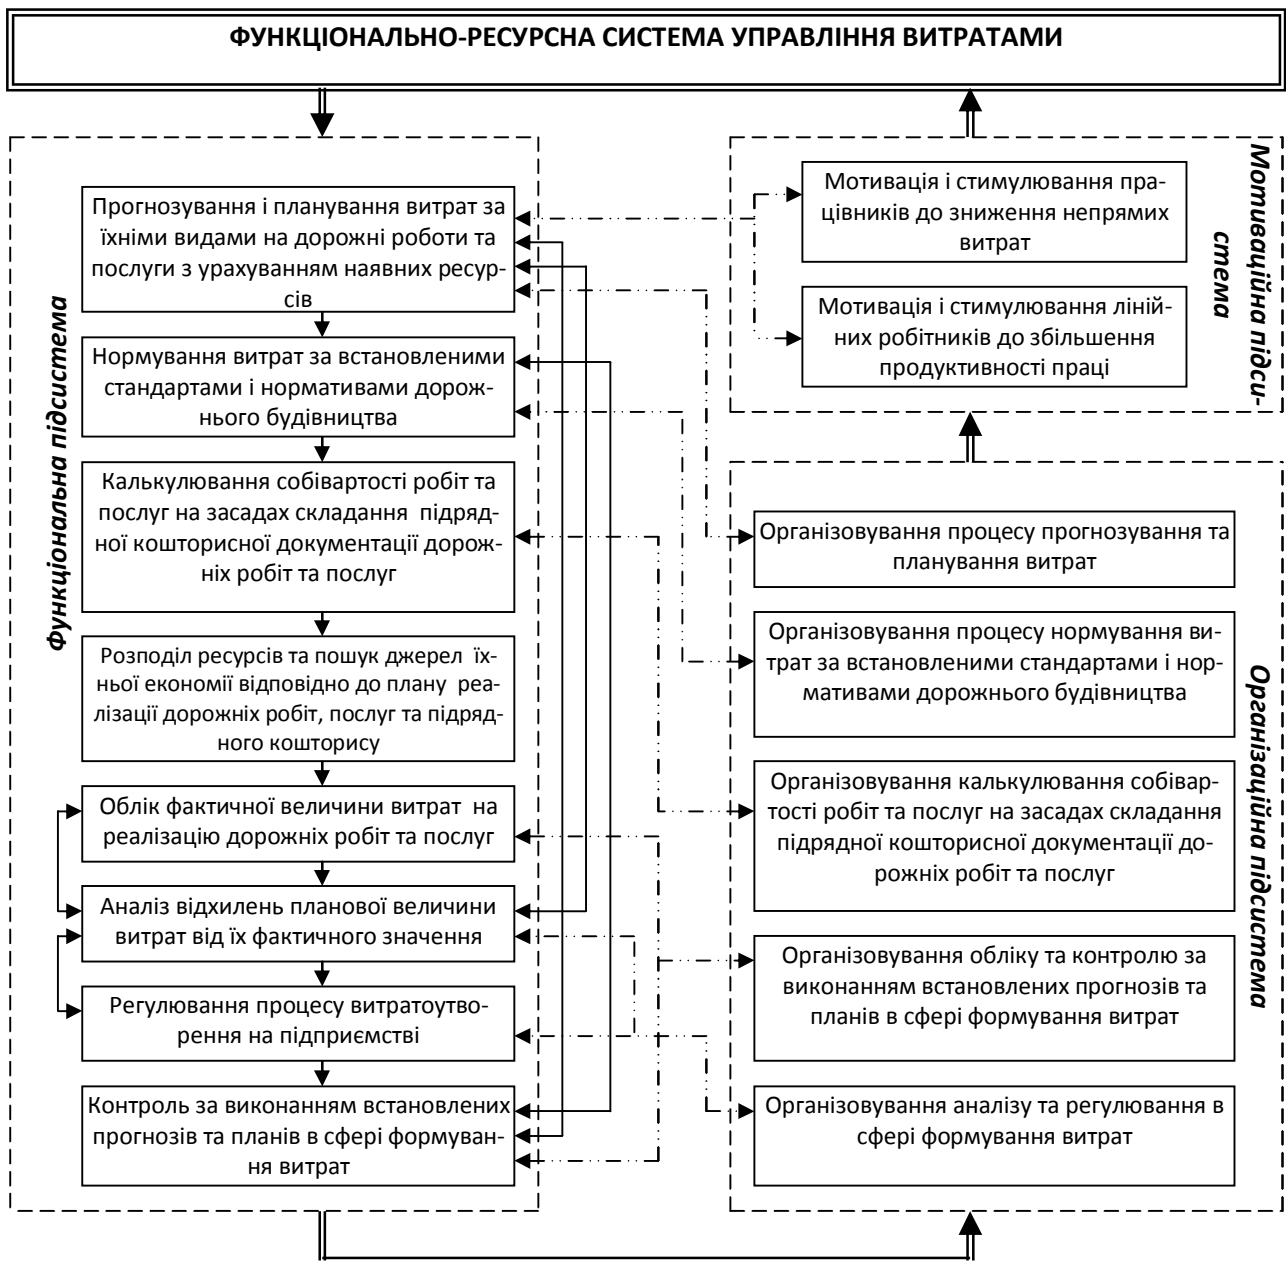 ФУНКЦІОНАЛЬНО-РЕСУРСНА СИСТЕМА УПРАВЛІННЯ ВИТРАТАМИ
Функціональна підсистема
Прогнозування і планування витрат за
їхніми видами на дорожні роботи та
послуги з урахуванням наявних ресур-
сів
Нормування витрат за встановленими
стандартами і нормативами дорож-
нього будівництва
Калькулювання собівартості робіт та
послуг на засадах складання підряд-
ної кошторисної документації дорож-
ніх робіт та послуг
Розподіл ресурсів та пошук джерел їх-
ньої економії відповідно до плану реа-
лізації дорожніх робіт, послуг та підряд-
ного кошторису
Облік фактичної величини витрат на
реалізацію дорожніх робіт та послуг
Аналіз відхилень планової величини
витрат від їх фактичного значення
Регулювання процесу витратоутво-
рення на підприємстві
Контроль за виконанням встановлених
прогнозів та планів в сфері формуван-
ня витрат
Мотиваційна підси-
стема
Мотивація і стимулювання пра-
цівників до зниження непрямих
витрат
Мотивація і стимулювання ліній-
них робітників до збільшення
продуктивності праці
Організаційна підсистема
Організовування процесу прогнозування та
планування витрат
Організовування процесу нормування ви-
трат за встановленими стандартами і нор-
мативами дорожнього будівництва
Організовування калькулювання собівар-
тості робіт та послуг на засадах складання
підрядної кошторисної документації до-
рожніх робіт та послуг
Організовування обліку та контролю за
виконанням встановлених прогнозів та
планів в сфері формування витрат
Організовування аналізу та регулювання в
сфері формування витрат